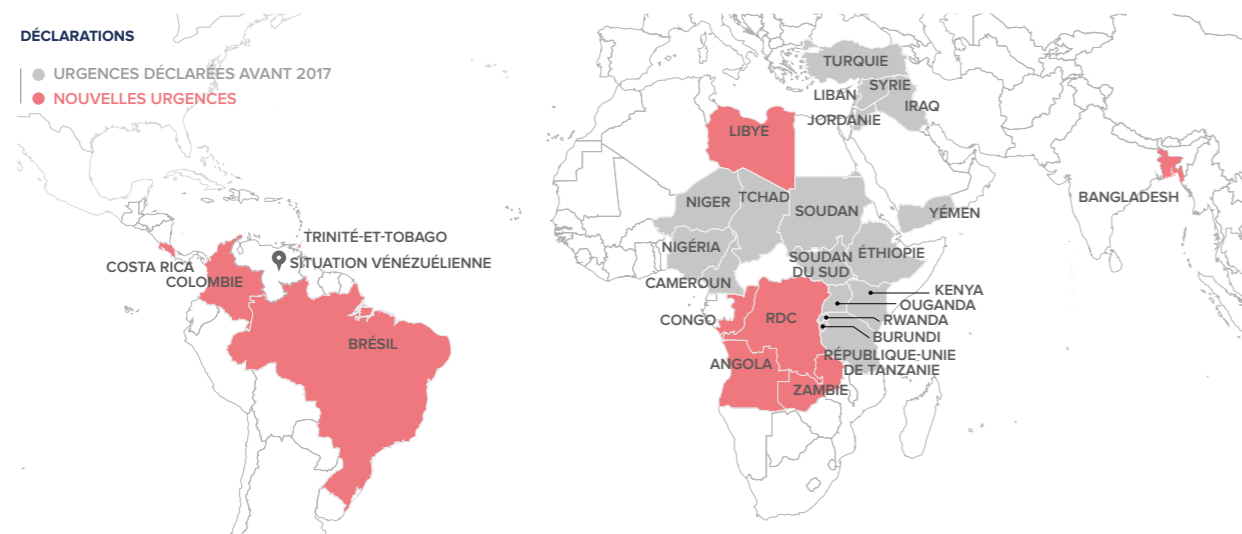 DÉCLARATIONS
URGENCES DÉCLARÉES AVANT 2017
NOUVELLES URGENCES
TRINITÉ-ET-TOBAGO
SITUATION VÉNÉZUÉLIENNE
COSTA RICA
COLOMBIE
BRÉSIL
TURQUIE
SYRIE
LIBAN
IRAQ
JORDANIE
LIBYE
NIGER
TCHAD
SOUDAN
YÉMEN
BANGLADESH
NIGÉRIA
SOUDAN
DU SUD
ÉTHIOPIE
CAMEROUN
KENYA
OUGANDA
RWANDA
BURUNDI
CONGO
RDC
RÉPUBLIQUE-UNIE
DE TANZANIE
ANGOLA
ZAMBIE